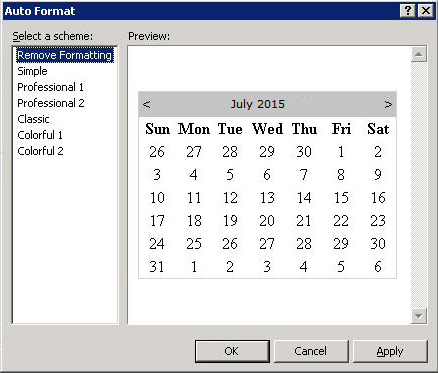 Auto Format
Select a scheme:
Preview:
Remove Formatting
Simple
Professional 1
Professional 2
Classic
Colorful 1
Colorful 2
< July 2015 >
Sun Mon Tue Wed Thu Fri Sat
26 27 28 29 30 1 2
3 4 5 6 7 8 9
10 11 12 13 14 15 16
17 18 19 20 21 22 23
24 25 26 27 28 29 30
31 1 2 3 4 5 6
OK Cancel Apply